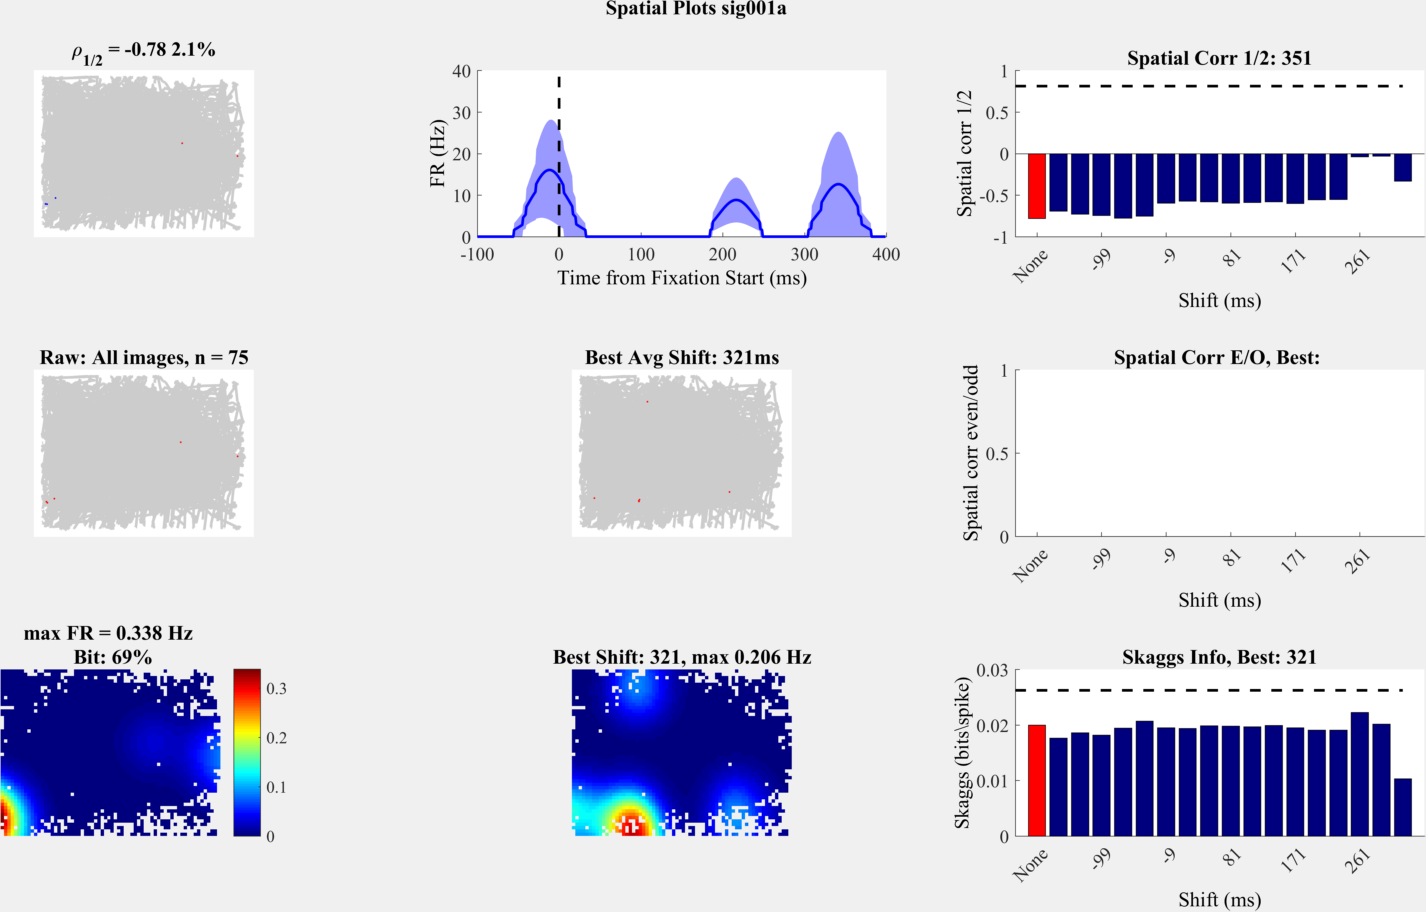 Spatial Plots sig001a
ρ1/2 = -0.78 2.1%
40
30
20
10
0
FR (Hz)
-100 0 100 200 300 400
Time from Fixation Start (ms)
Spatial Corr 1/2: 351
1
0.5
0
-0.5
-1
Spatial corr 1/2
None -99 -9 81 171 261
Shift (ms)
Raw: All images, n = 75
Best Avg Shift: 321ms
Spatial Corr E/O, Best:
1
0.5
0
Spatial corr even/odd
None -99 -9 81 171 261
Shift (ms)
max FR = 0.338 Hz
Bit: 69%
0.3
0.2
0.1
0
Best Shift: 321, max 0.206 Hz
Skaggs Info, Best: 321
0.03
0.02
0.01
0
Skaggs (bits\spike)
None -99 -9 81 171 261
Shift (ms)